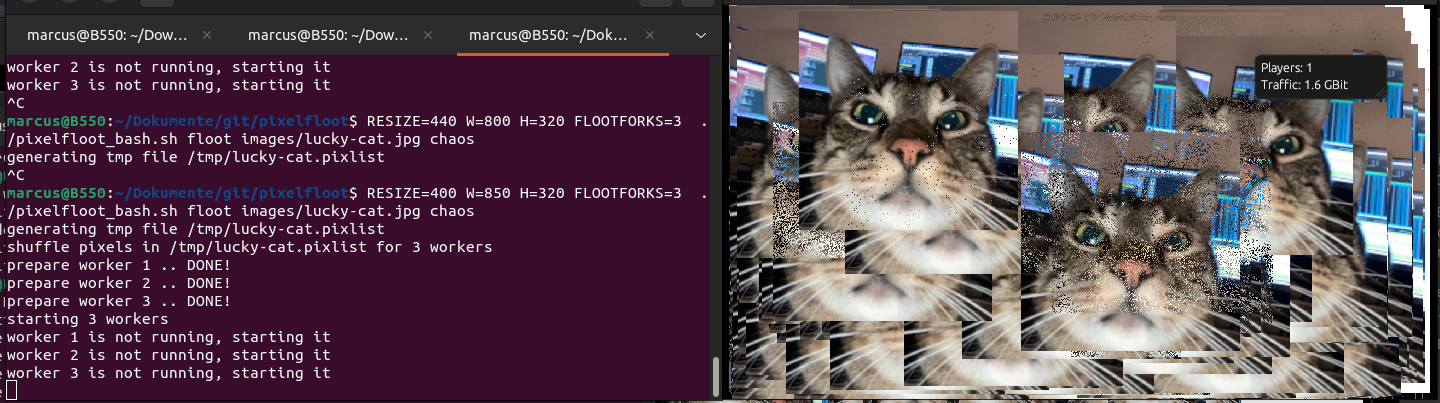 marcus@B550: ~/Dow…
marcus@B550: ~/Dow…
marcus@B550: ~/Dok…
worker 2 is not running, starting it
worker 3 is not running, starting it
^C
marcus@B550:~/Dokumente/git/pixelfloot$ RESIZE=440 W=800 H=320 FLOOTFORKS=3  .
/pixelfloot_bash.sh floot images/lucky-cat.jpg chaos
generating tmp file /tmp/lucky-cat.pixlist
^C
marcus@B550:~/Dokumente/git/pixelfloot$ RESIZE=400 W=850 H=320 FLOOTFORKS=3  .
/pixelfloot_bash.sh floot images/lucky-cat.jpg chaos
generating tmp file /tmp/lucky-cat.pixlist
shuffle pixels in /tmp/lucky-cat.pixlist for 3 workers
prepare worker 1 .. DONE!
prepare worker 2 .. DONE!
prepare worker 3 .. DONE!
starting 3 workers
worker 1 is not running, starting it
worker 2 is not running, starting it
worker 3 is not running, starting it
Players: 1
Traffic: 1.6 GBit